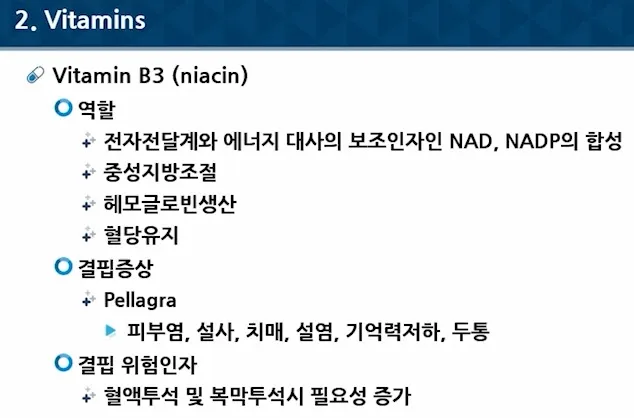 2. Vitamins
Vitamin B3 (niacin)
역할
전자전달계와 에너지 대사의 보조인자인 NAD, NADP의 합성
중성지방조절
헤모글로빈생산
혈당유지
결핍증상
Pellagra
피부염, 설사, 치매, 설염, 기억력저하, 두통
결핍 위험인자
혈액투석 및 복막투석시 필요성 증가